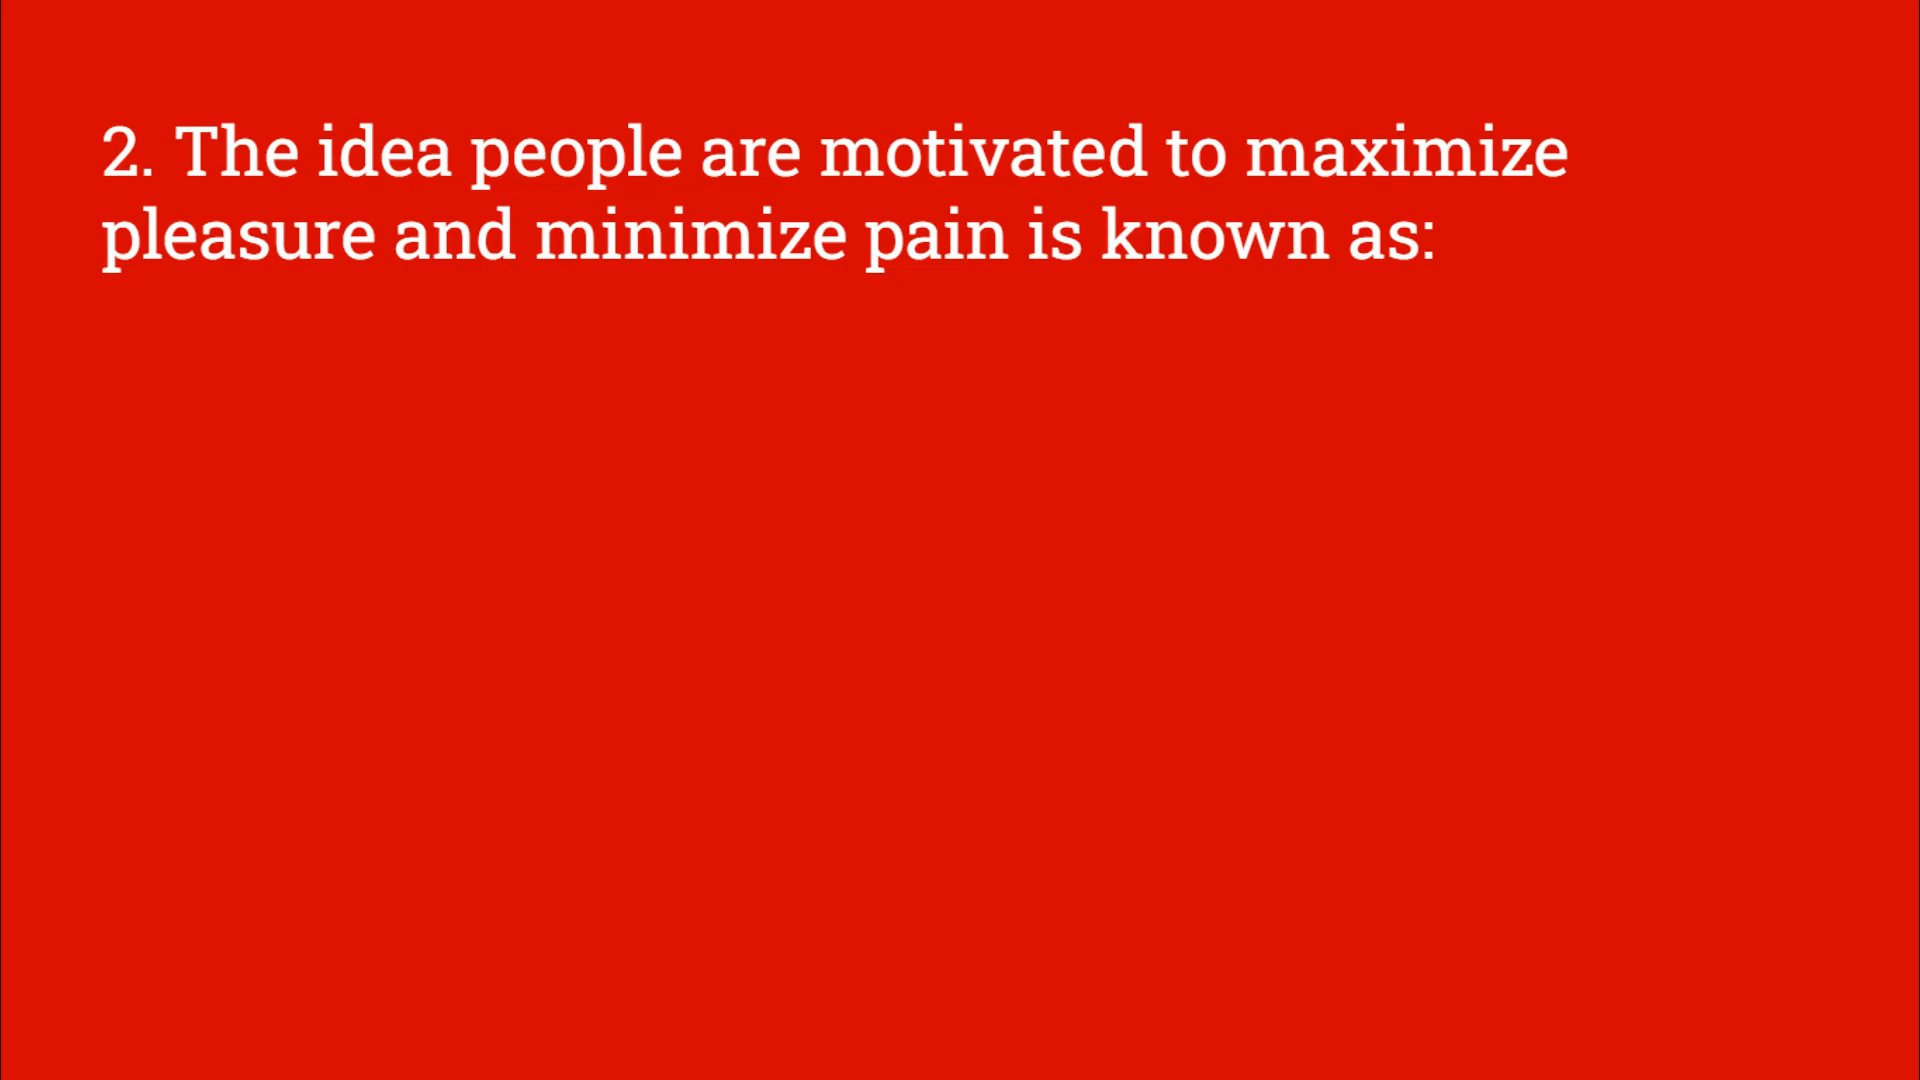 2. The idea people are motivated to maximize
pleasure and minimize pain is known as: